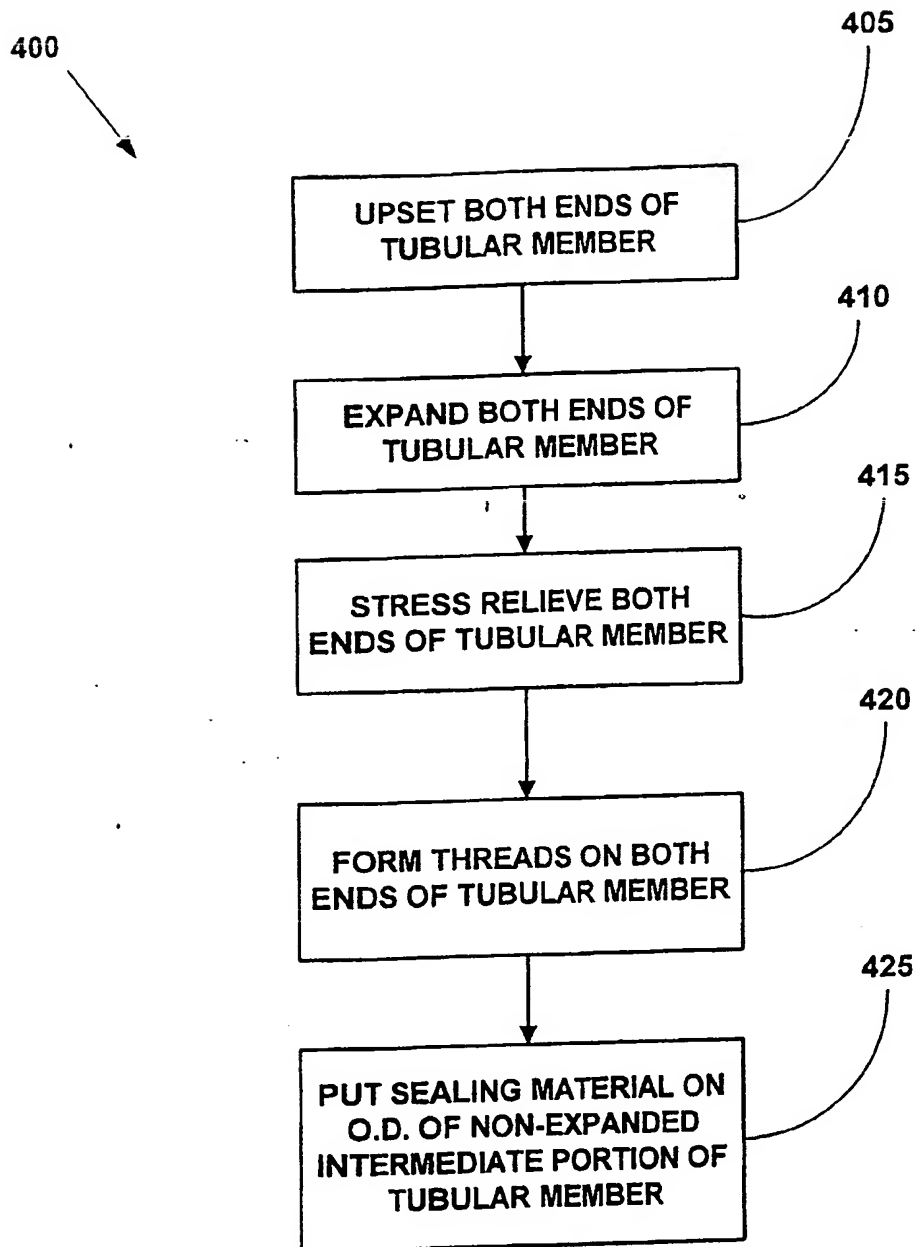 400
405
UPSET BOTH ENDS OF
TUBULAR MEMBER
410
EXPAND BOTH ENDS OF
TUBULAR MEMBER
415
STRESS RELIEVE BOTH
ENDS OF TUBULAR MEMBER
420
FORM THREADS ON BOTH
ENDS OF TUBULAR MEMBER
425
PUT SEALING MATERIAL ON
O.D. OF NON-EXPANDED
INTERMEDIATE PORTION OF
TUBULAR MEMBER